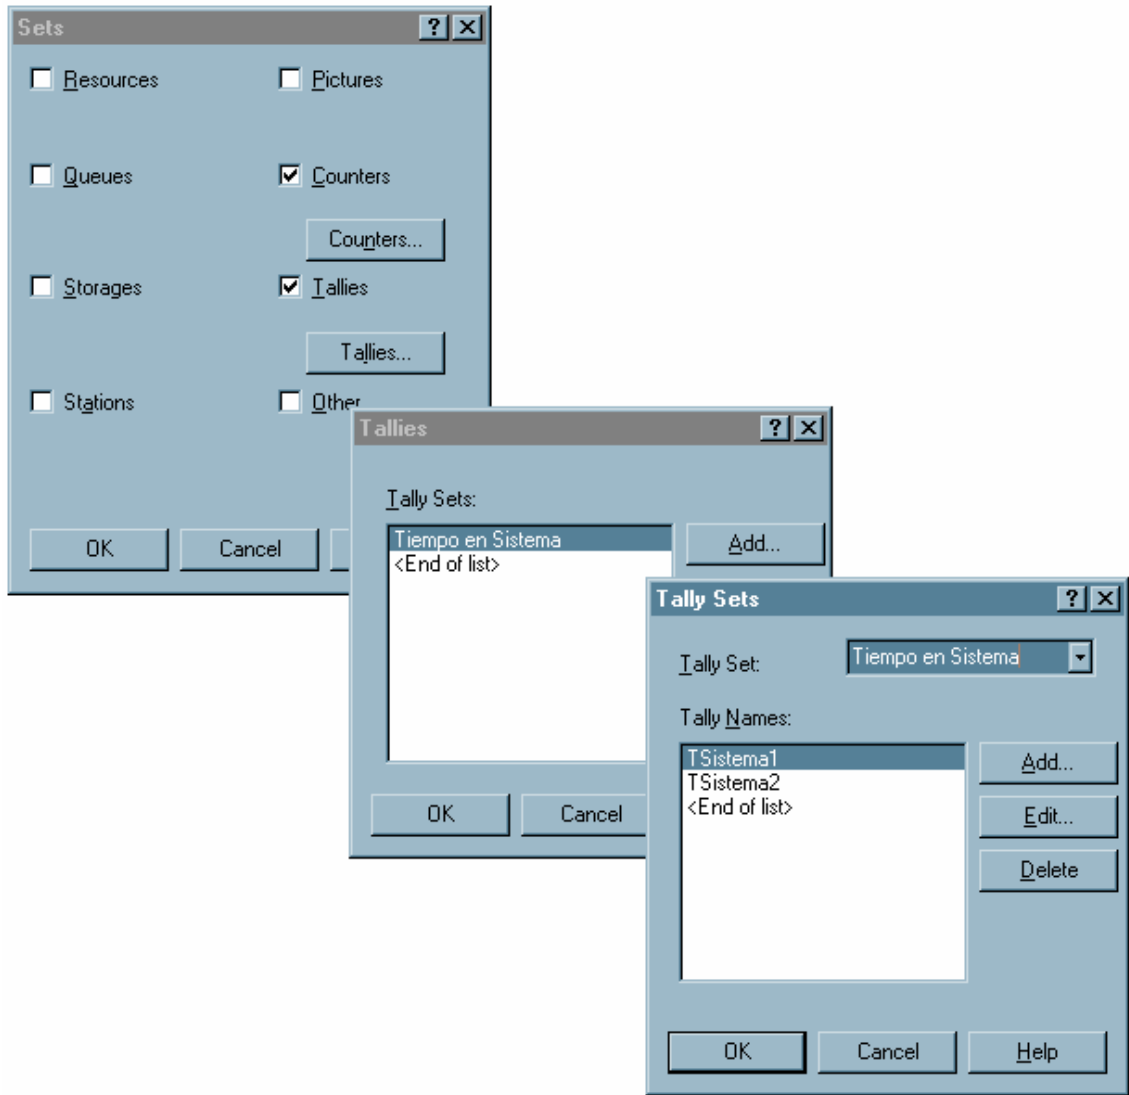 Sets
Resources
Pictures
Queues
Counters
Counters...
Storages
Tallies
Tallies...
Stations
Other
OK
Cancel
Tallies
Tally Sets:
Tiempo en Sistema
<End of list>
Add...
OK
Cancel
Tally Sets
Tally Set:
Tiempo en Sistema
Tally Names:
TSistema1
TSistema2
<End of list>
Add...
Edit...
Delete
OK
Cancel
Help